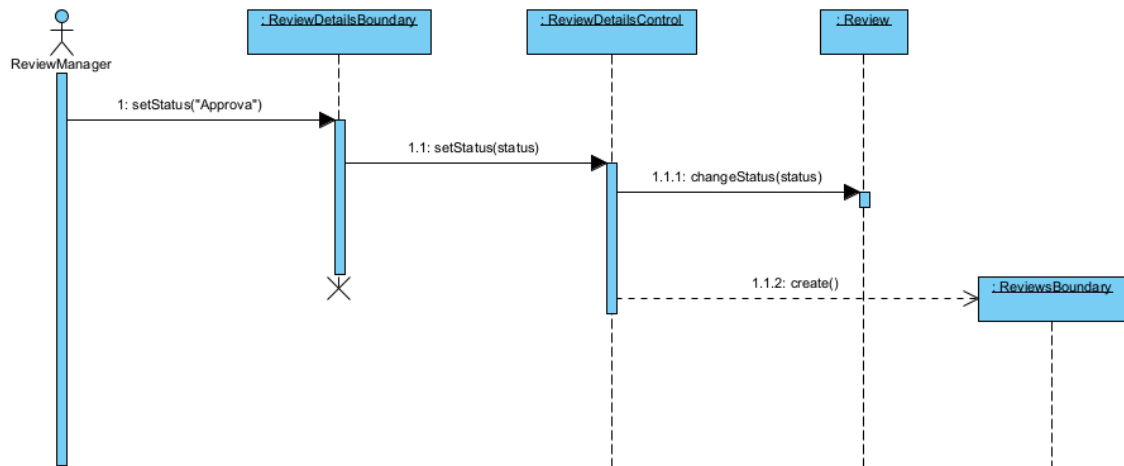 : ReviewDetailsBoundary
: ReviewDetailsControl
: Review
ReviewManager
1: setStatus("Approva")
1.1: setStatus(status)
1.1.1: changeStatus(status)
1.1.2: create()
: ReviewsBoundary